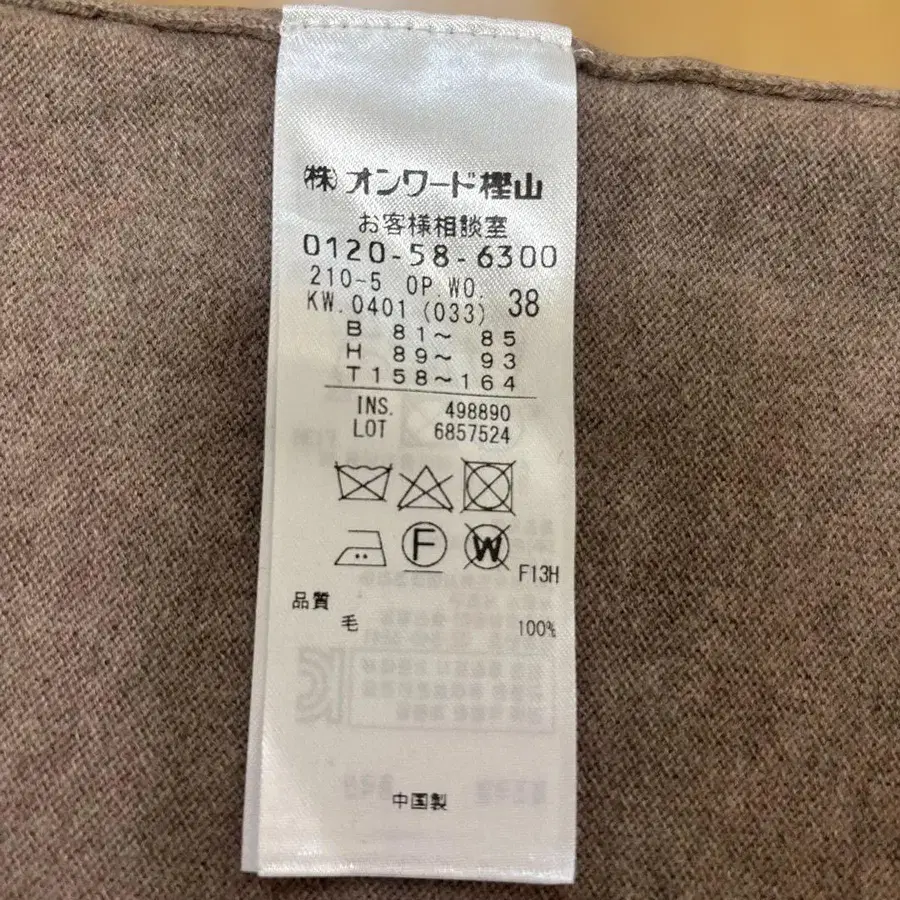 (株)オンワード樫山
お客様相談室
0120-58-6300
210-5 OP WO. 38
KW.0401 (033)
B 81～ 85
H 89～ 93
T 158～164
INS. 498890
LOT 6857524
F W
F13H
品質
毛 100%
中国製